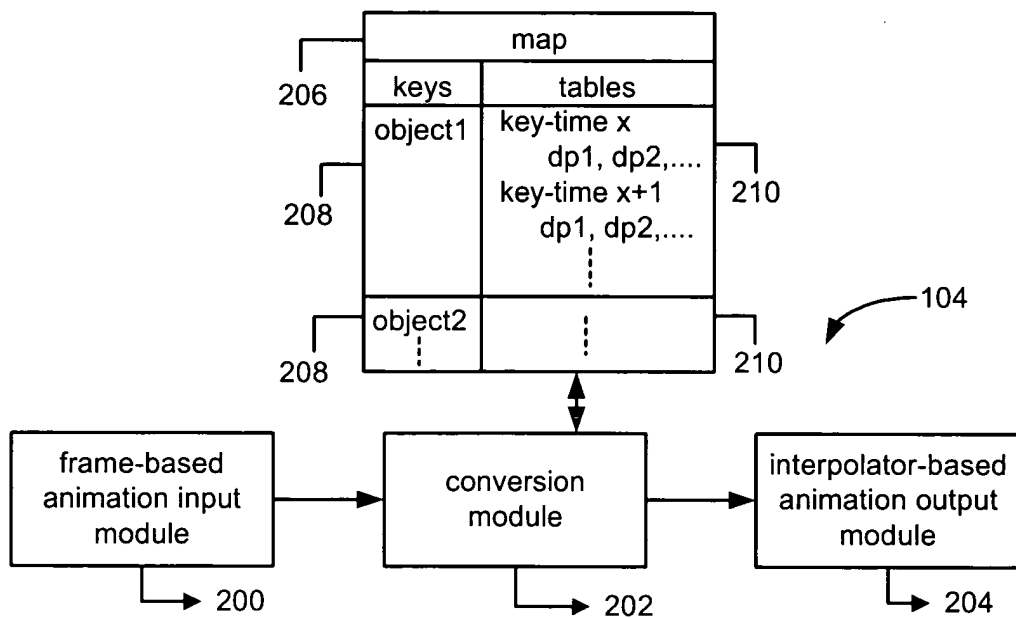 map
206
keys tables
object1 key-time x
dp1, dp2,....
208 key-time x+1 210
dp1, dp2,....
104
object2
208 210
frame-based animation input module
conversion module
interpolator-based animation output module
200 202 204